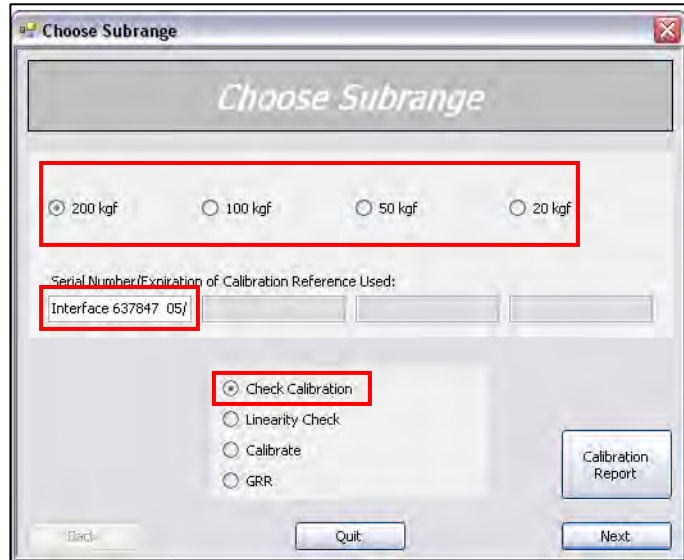 Choose Subrange
Choose Subrange
200 kgf 100 kgf 50 kgf 20 kgf
Serial Number/Expiration of Calibration Reference Used:
Interface 637847 05/
Check Calibration
Linearity Check
Calibrate
GRR
Calibration
Report
Back Quit Next